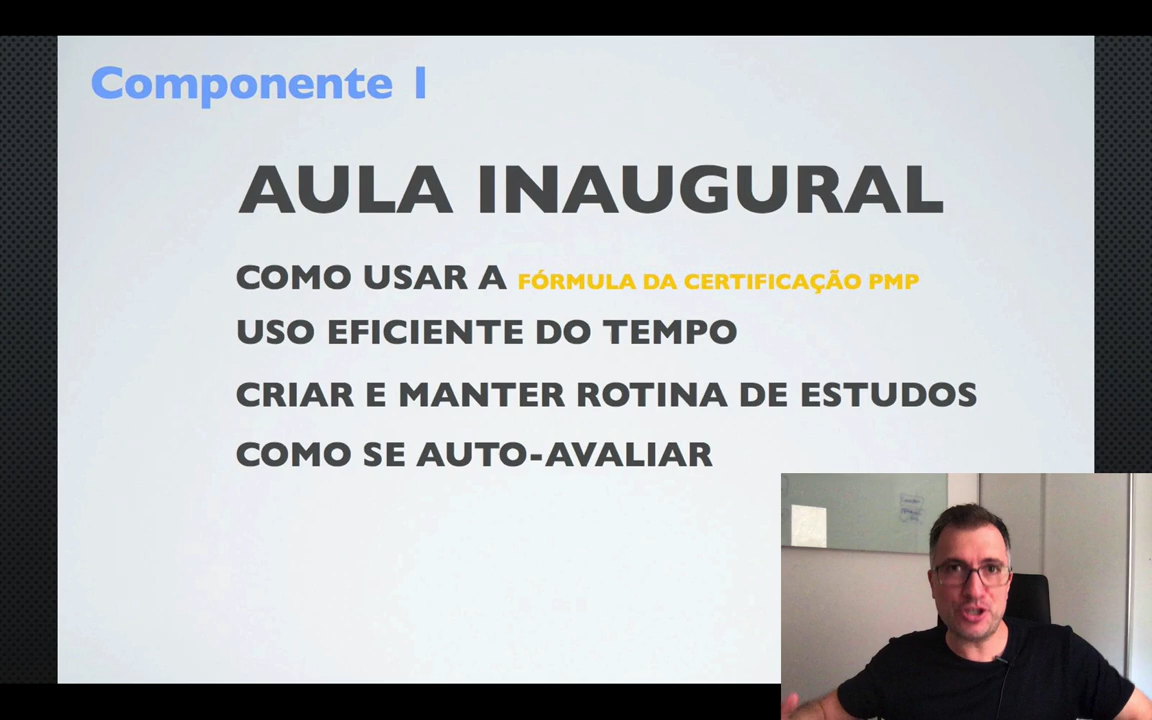 Componente 1
AULA INAUGURAL
COMO USAR A FÓRMULA DA CERTIFICAÇÃO PMP
USO EFICIENTE DO TEMPO
CRIAR E MANTER ROTINA DE ESTUDOS
COMO SE AUTO-AVALIAR